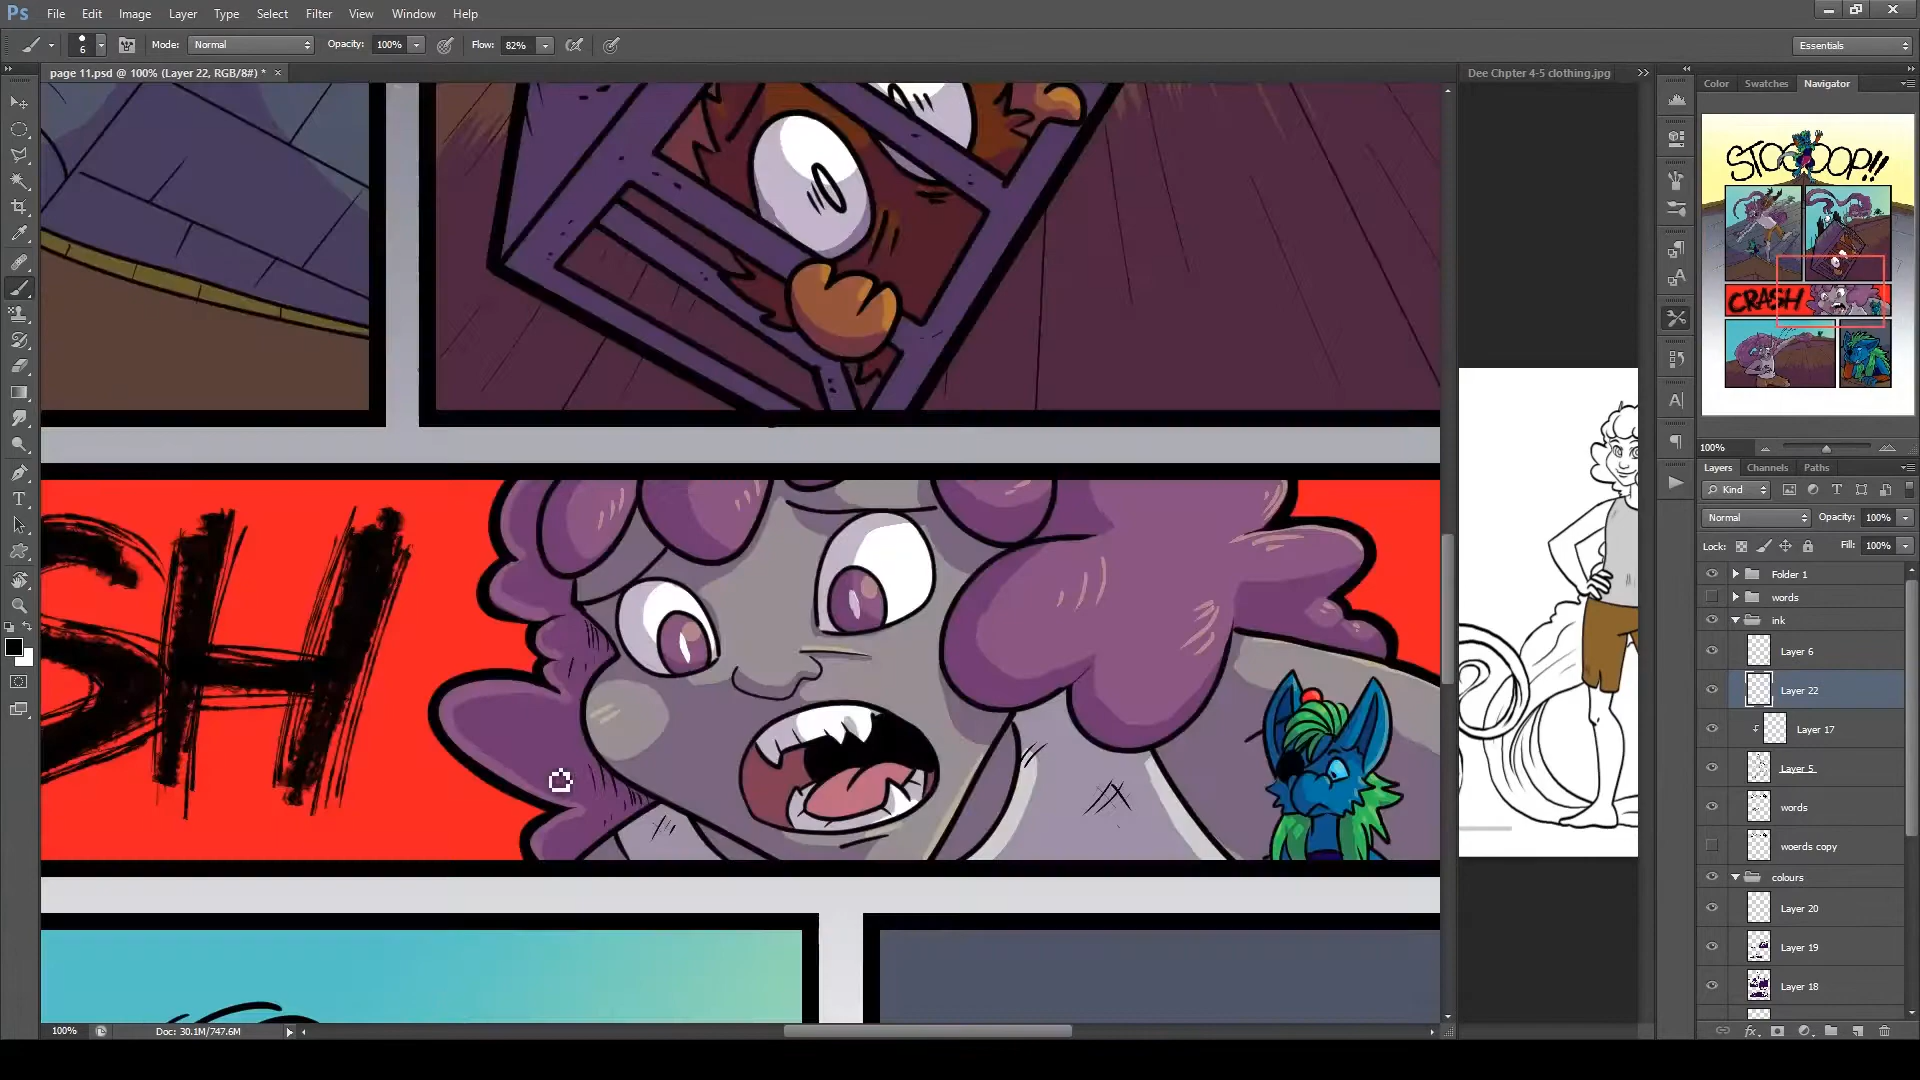 Ps File Edit Image Layer Type Select Filter View Window Help
6 Mode: Normal Opacity: 100% Flow: 82% Essentials
page 11.psd @ 100% (Layer 22, RGB/8#) * × Dee Chpter 4-5 clothing.jpg
Color Swatches Navigator
STOOOOP!!
CRASH
100%
Layers Channels Paths
Kind
Normal Opacity: 100%
Lock: Fill: 100%
Folder 1
words
ink
Layer 6
Layer 22
Layer 17
Layer 5
words
woerds copy
colours
Layer 20
Layer 19
Layer 18
SH
100% Doc: 30.1M/747.6M